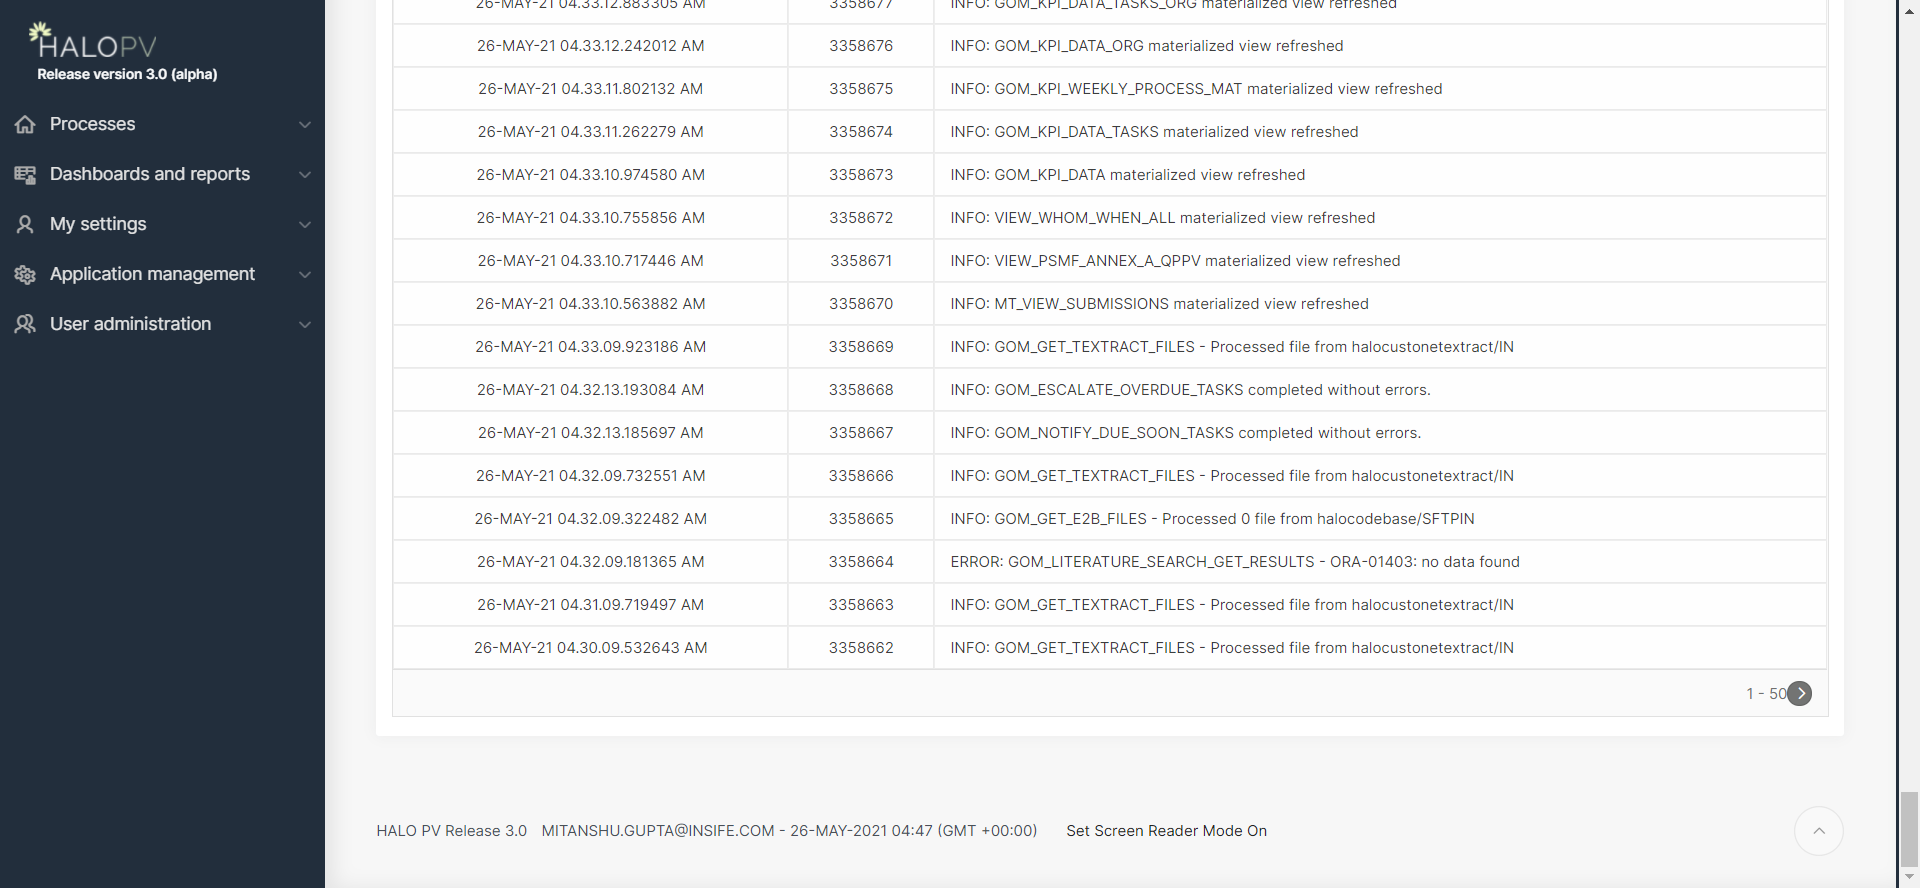 HALOPV
Release version 3.0 (alpha)
Processes
Dashboards and reports
My settings
Application management
User administration
26-MAY-21 04.33.12.883305 AM 3358677 INFO: GOM_KPI_DATA_TASKS_ORG materialized view refreshed
26-MAY-21 04.33.12.242012 AM 3358676 INFO: GOM_KPI_DATA_ORG materialized view refreshed
26-MAY-21 04.33.11.802132 AM 3358675 INFO: GOM_KPI_WEEKLY_PROCESS_MAT materialized view refreshed
26-MAY-21 04.33.11.262279 AM 3358674 INFO: GOM_KPI_DATA_TASKS materialized view refreshed
26-MAY-21 04.33.10.974580 AM 3358673 INFO: GOM_KPI_DATA materialized view refreshed
26-MAY-21 04.33.10.755856 AM 3358672 INFO: VIEW_WHOM_WHEN_ALL materialized view refreshed
26-MAY-21 04.33.10.717446 AM 3358671 INFO: VIEW_PSMF_ANNEX_A_QPPV materialized view refreshed
26-MAY-21 04.33.10.563882 AM 3358670 INFO: MT_VIEW_SUBMISSIONS materialized view refreshed
26-MAY-21 04.33.09.923186 AM 3358669 INFO: GOM_GET_TEXTRACT_FILES - Processed file from halocustonetextract/IN
26-MAY-21 04.32.13.193084 AM 3358668 INFO: GOM_ESCALATE_OVERDUE_TASKS completed without errors.
26-MAY-21 04.32.13.185697 AM 3358667 INFO: GOM_NOTIFY_DUE_SOON_TASKS completed without errors.
26-MAY-21 04.32.09.732551 AM 3358666 INFO: GOM_GET_TEXTRACT_FILES - Processed file from halocustonetextract/IN
26-MAY-21 04.32.09.322482 AM 3358665 INFO: GOM_GET_E2B_FILES - Processed 0 file from halocodebase/SFTPIN
26-MAY-21 04.32.09.181365 AM 3358664 ERROR: GOM_LITERATURE_SEARCH_GET_RESULTS - ORA-01403: no data found
26-MAY-21 04.31.09.719497 AM 3358663 INFO: GOM_GET_TEXTRACT_FILES - Processed file from halocustonetextract/IN
26-MAY-21 04.30.09.532643 AM 3358662 INFO: GOM_GET_TEXTRACT_FILES - Processed file from halocustonetextract/IN
1 - 50
HALO PV Release 3.0 MITANSHU.GUPTA@INSIFE.COM - 26-MAY-2021 04:47 (GMT +00:00) Set Screen Reader Mode On